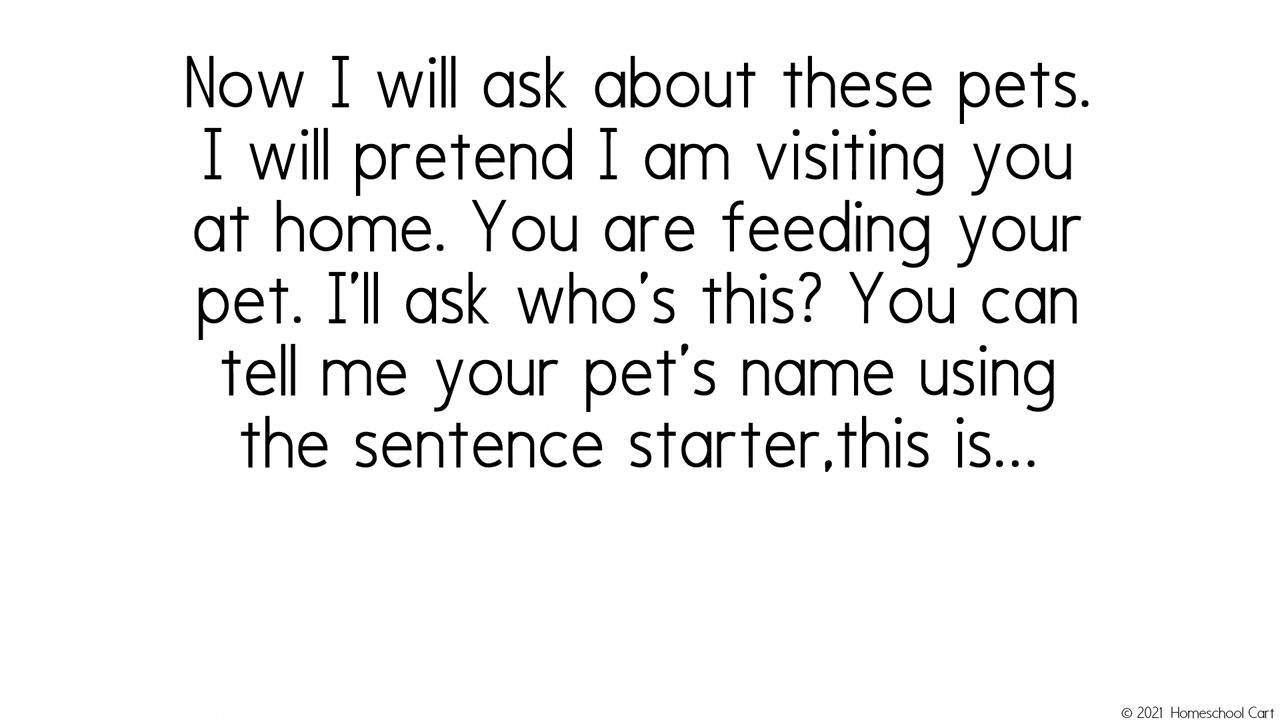 Now I will ask about these pets.
I will pretend I am visiting you
at home. You are feeding your
pet. I'll ask who's this? You can
tell me your pet's name using
the sentence starter,this is...
© 2021 Homeschool Cart